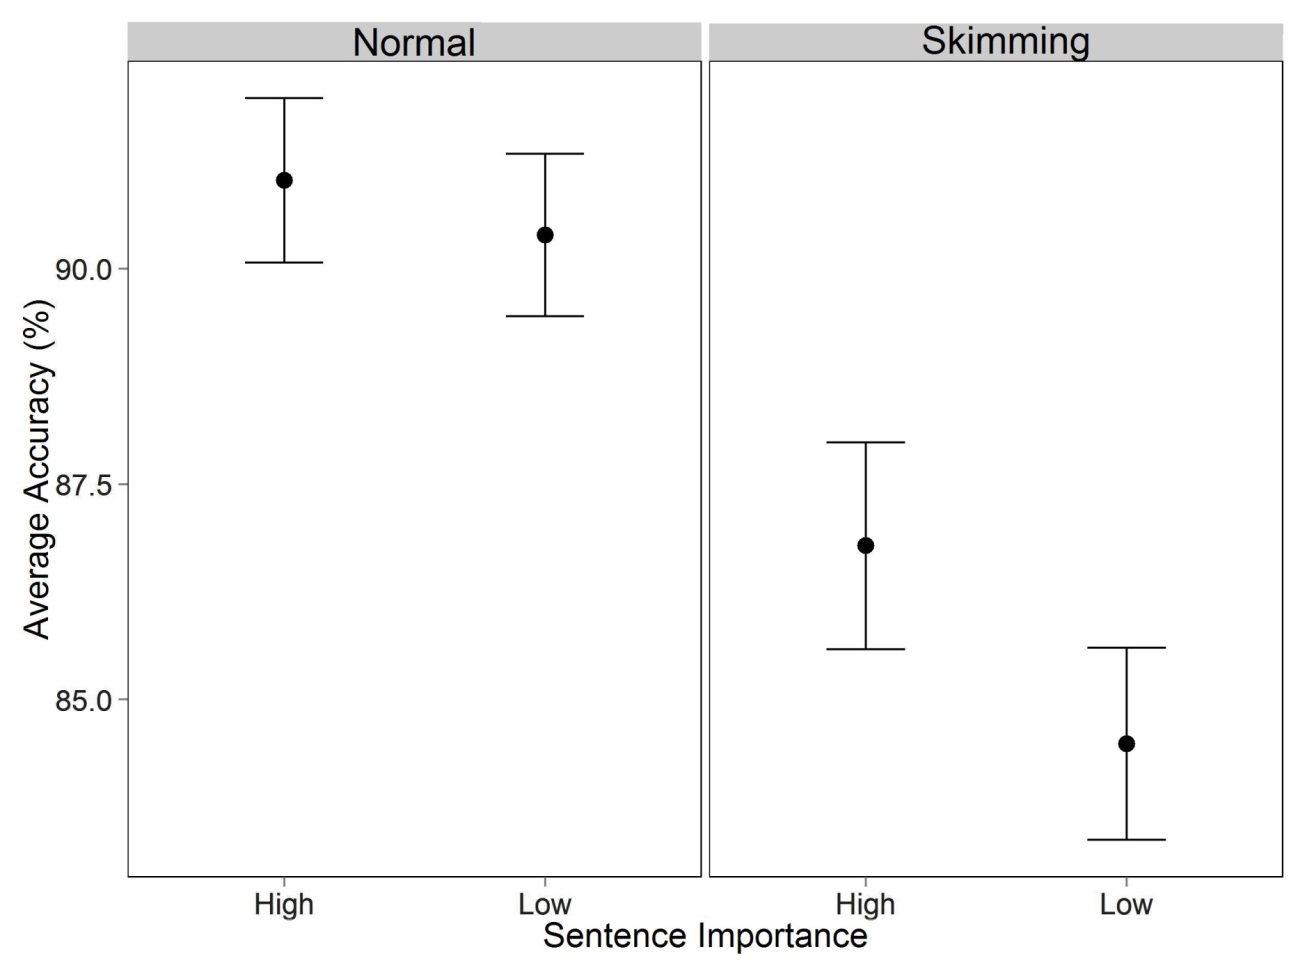 Normal
Skimming
Average Accuracy (%)
90.0
87.5
85.0
High
Low
High
Low
Sentence Importance